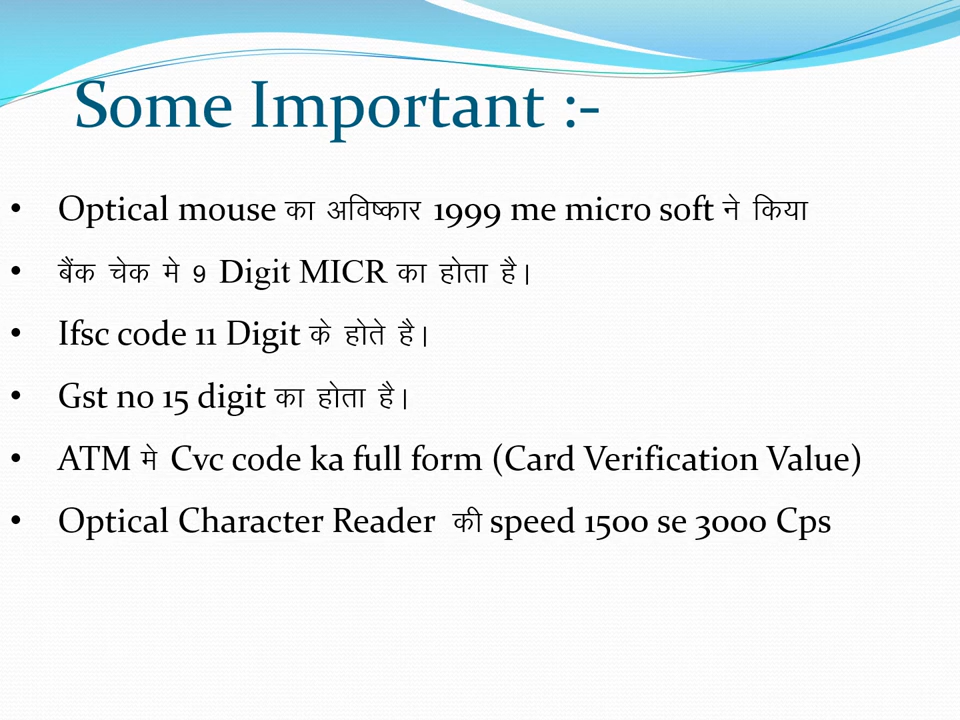 Some Important :-
• Optical mouse का अविष्कार 1999 me micro soft ने किया
• बैंक चेक मे 9 Digit MICR का होता है।
• Ifsc code 11 Digit के होते है।
• Gst no 15 digit का होता है।
• ATM मे Cvc code ka full form (Card Verification Value)
• Optical Character Reader की speed 1500 se 3000 Cps